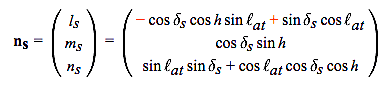 n_s = ( l_s m_s n_s ) = ( − cos δ_s cos h sin ℓ_at + sin δ_s cos ℓ_at
cos δ_s sin h
sin ℓ_at sin δ_s + cos ℓ_at cos δ_s cos h )